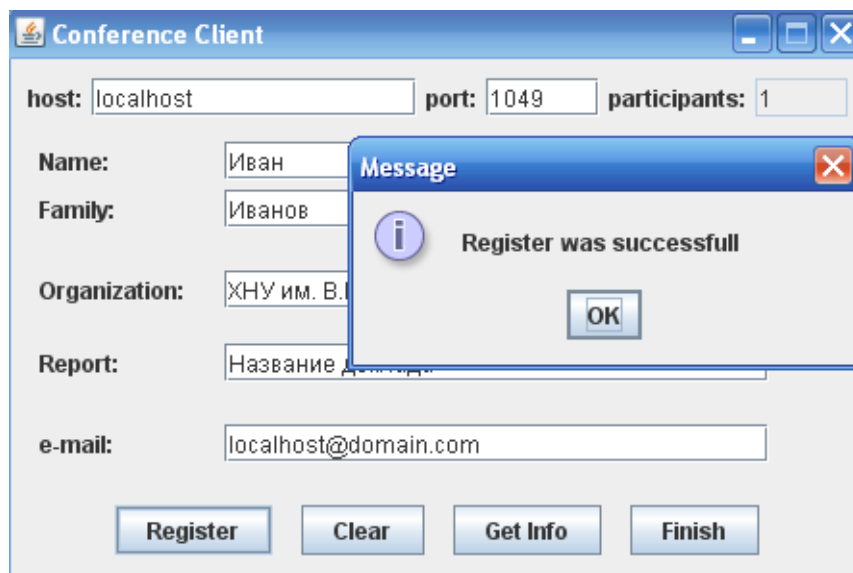 Conference Client
host: localhost port: 1049 participants: 1
Name: Иван
Family: Иванов
Message
Register was successfull
OK
Organization: ХНУ им.
Report: Название
e-mail: localhost@domain.com
Register Clear Get Info Finish